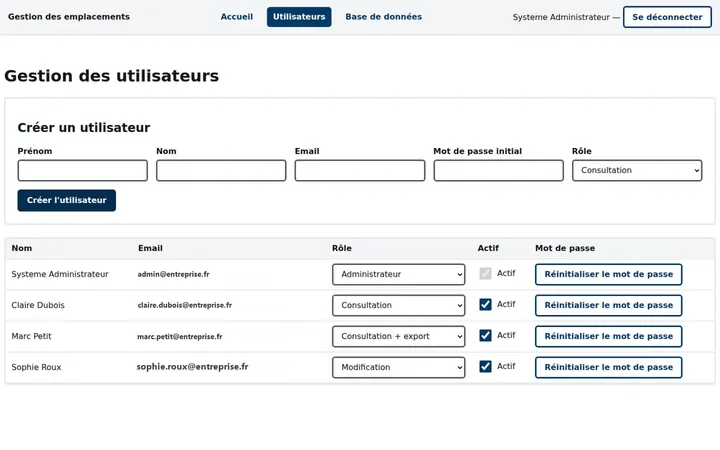 Gestion des emplacements Accueil Utilisateurs Base de données Systeme Administrateur — Se déconnecter
Gestion des utilisateurs
Créer un utilisateur
Prénom Nom Email Mot de passe initial Rôle
Consultation
Créer l'utilisateur
Nom Email Rôle Actif Mot de passe
Systeme Administrateur admin@entreprise.fr Administrateur Actif Réinitialiser le mot de passe
Claire Dubois claire.dubois@entreprise.fr Consultation Actif Réinitialiser le mot de passe
Marc Petit marc.petit@entreprise.fr Consultation + export Actif Réinitialiser le mot de passe
Sophie Roux sophie.roux@entreprise.fr Modification Actif Réinitialiser le mot de passe